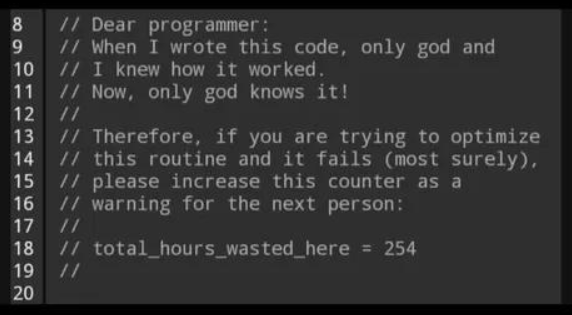 8 // Dear programmer:
9 // When I wrote this code, only god and
10 // I knew how it worked.
11 // Now, only god knows it!
12 //
13 // Therefore, if you are trying to optimize
14 // this routine and it fails (most surely),
15 // please increase this counter as a
16 // warning for the next person:
17 //
18 // total_hours_wasted_here = 254
19 //
20